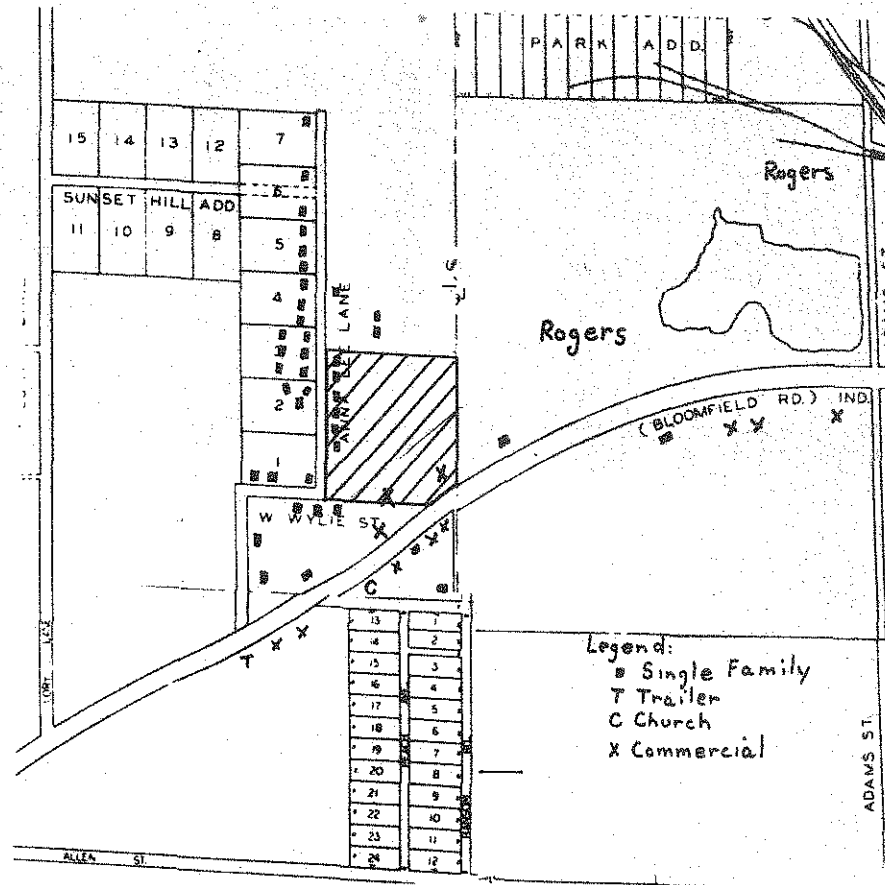 PARK ADD.
Rogers
15 14 13 12 7
6
SUNSET HILL ADD.
11 10 9 8
5
4
Rogers
ANNA LEE LANE
2
(BLOOMFIELD RD.) IND.
1
W WYLIE ST.
C
T
13 1
14 2
15 3
16 4
17 5
18 6
19 7
20 8
21 9
22 10
23 11
24 12
Legend:
Single Family
T Trailer
C Church
X Commercial
ADAMS ST.
ALLEN ST.